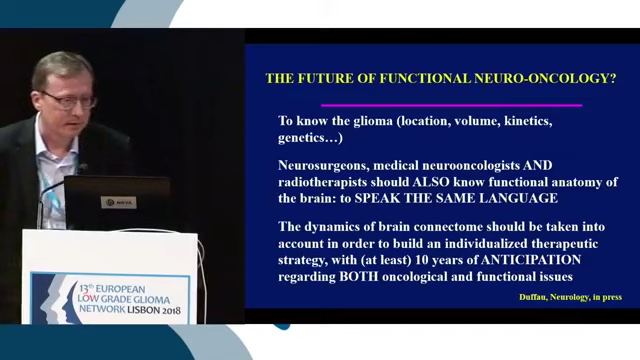 THE FUTURE OF FUNCTIONAL NEURO-ONCOLOGY?
To know the glioma (location, volume, kinetics,
genetics…)
Neurosurgeons, medical neurooncologists AND
radiotherapists should ALSO know functional anatomy of
the brain: to SPEAK THE SAME LANGUAGE
The dynamics of brain connectome should be taken into
account in order to build an individualized therapeutic
strategy, with (at least) 10 years of ANTICIPATION
regarding BOTH oncological and functional issues
Duffau, Neurology, in press
13th EUROPEAN
LOW GRADE GLIOMA
NETWORK LISBON 2018